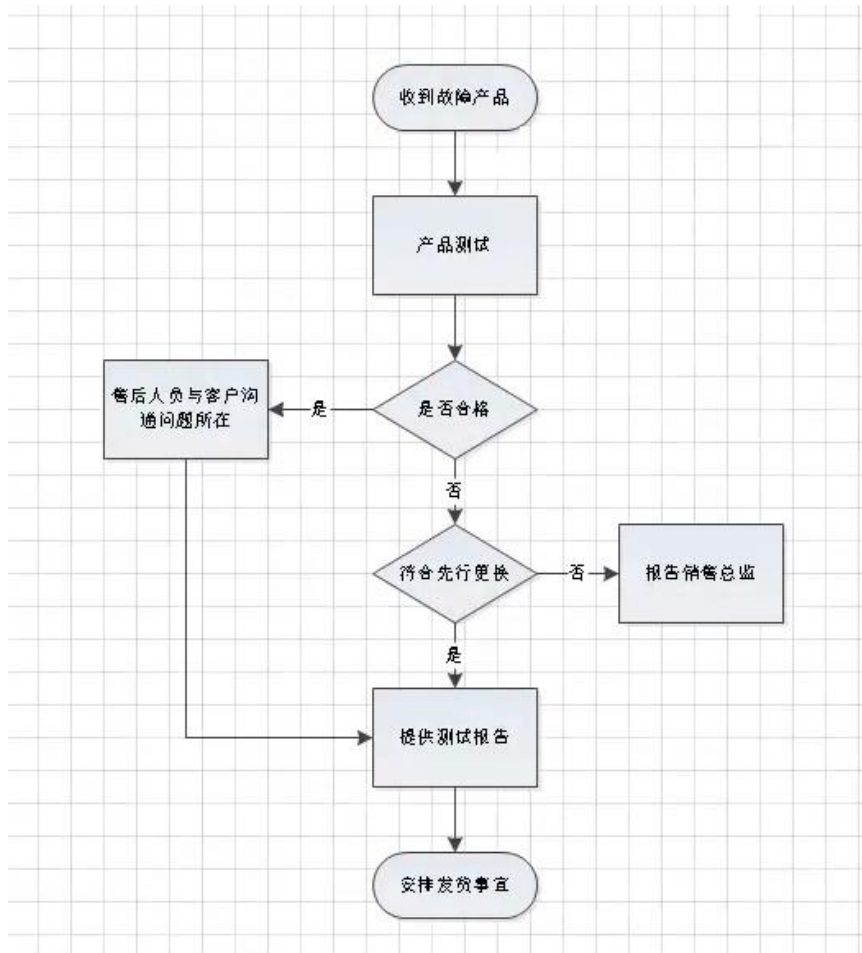 收到故障产品
产品测试
是否合格
是
售后人员与客户沟
通问题所在
否
符合先行更换
否
报告销售总监
是
提供测试报告
安排发货事宜